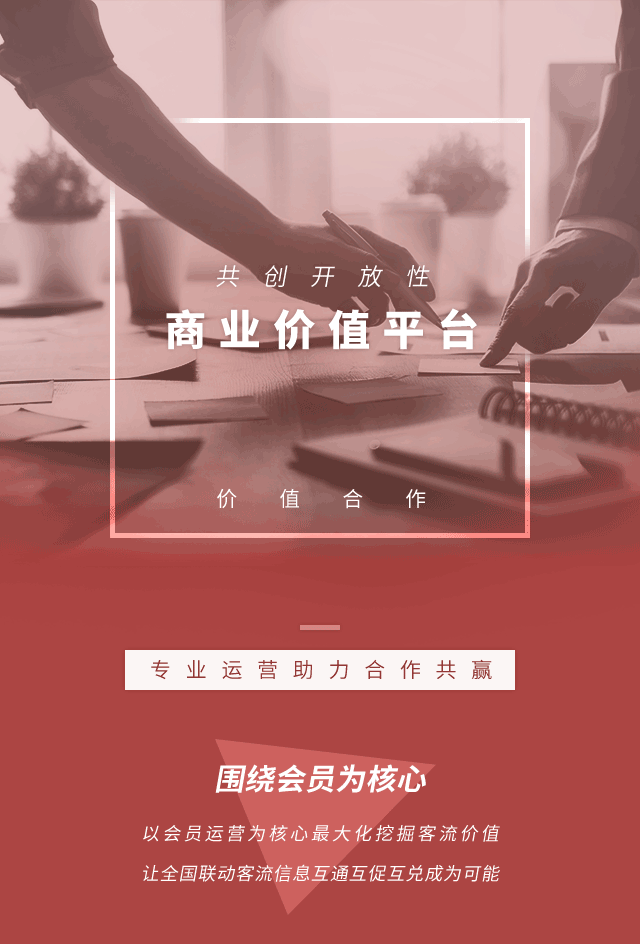 共创开放性
商业价值平台
价值合作
专业运营助力合作共赢
围绕会员为核心
以会员运营为核心最大化挖掘客流价值
让全国联动客流信息互通互促互兑成为可能